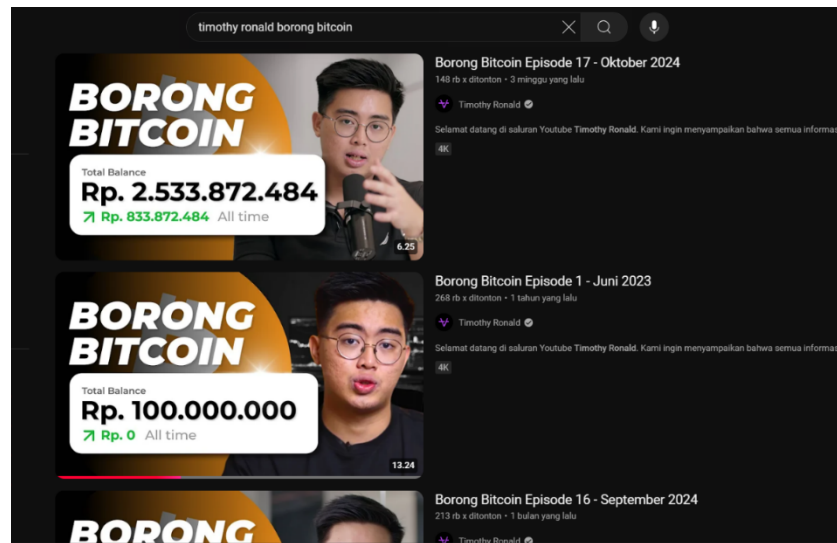 timothy ronald borong bitcoin
BORONG
BITCOIN
Total Balance
Rp. 2.533.872.484
Rp. 833.872.484 All time
6.25
Borong Bitcoin Episode 17 - Oktober 2024
148 rb x ditonton • 3 minggu yang lalu
Timothy Ronald
Selamat datang di saluran Youtube Timothy Ronald. Kami ingin menyampaikan bahwa semua informas
4K
BORONG
BITCOIN
Total Balance
Rp. 100.000.000
Rp. 0 All time
13.24
Borong Bitcoin Episode 1 - Juni 2023
268 rb x ditonton • 1 tahun yang lalu
Timothy Ronald
Selamat datang di saluran Youtube Timothy Ronald. Kami ingin menyampaikan bahwa semua informas
4K
BORONG
Borong Bitcoin Episode 16 - September 2024
213 rb x ditonton • 1 bulan yang lalu
Timothy Ronald